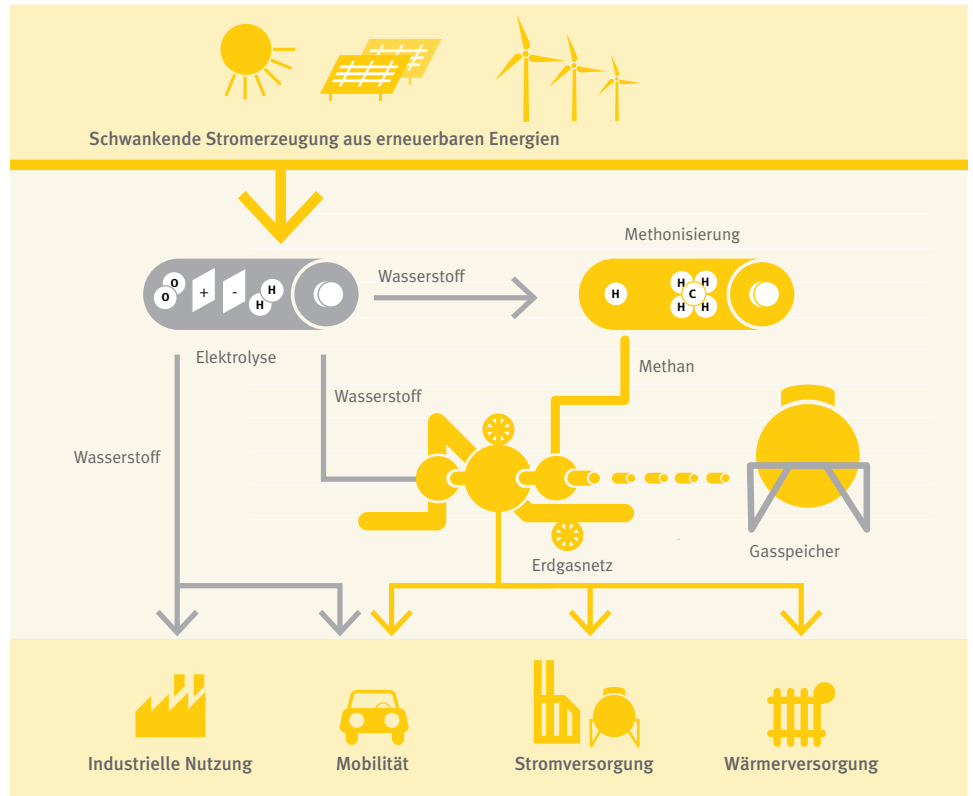 Schwankende Stromerzeugung aus erneuerbaren Energien
Methonisierung
Wasserstoff
O
O
+
-
H
H
H
H
H
C
H
H
Elektrolyse
Methan
Wasserstoff
Wasserstoff
Erdgasnetz
Gasspeicher
Industrielle Nutzung
Mobilität
Stromversorgung
Wärmerversorgung